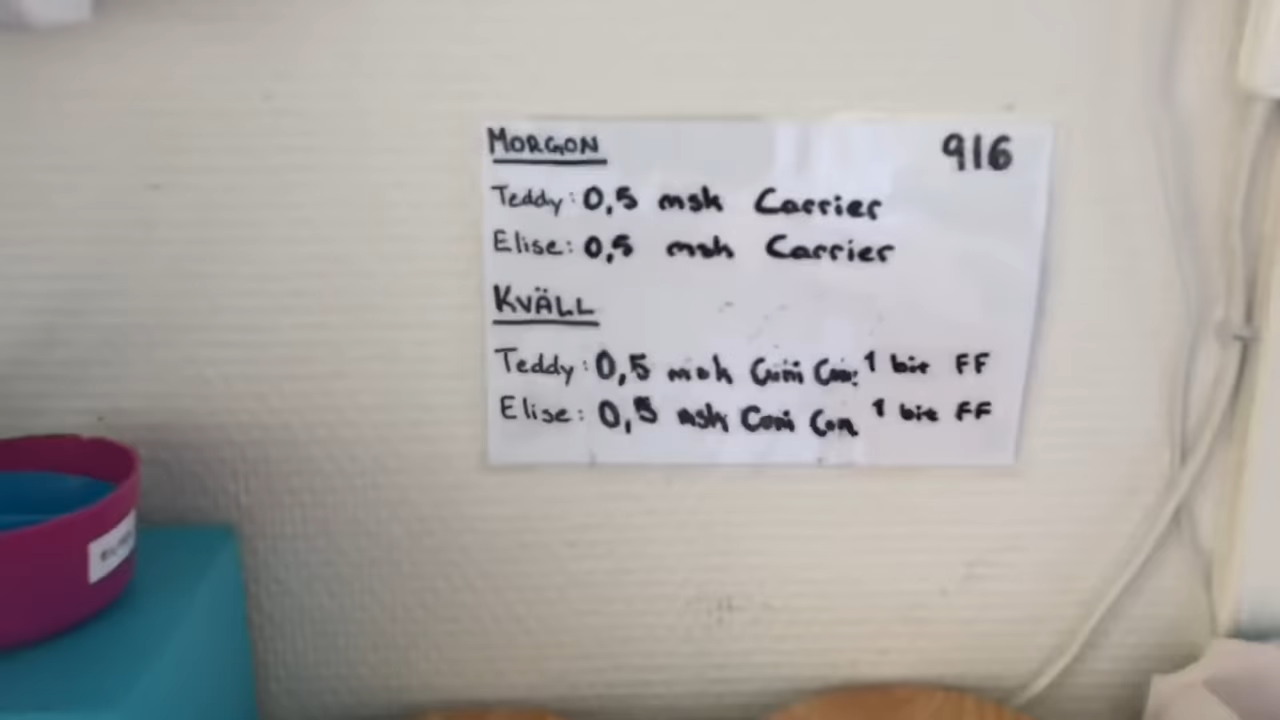 MORGON 916
Teddy: 0,5 msk Carrier
Elise: 0,5 msk Carrier
KVÄLL
Teddy: 0,5 msk 1 bit FF
Elise: 0,5 msk 1 bit FF